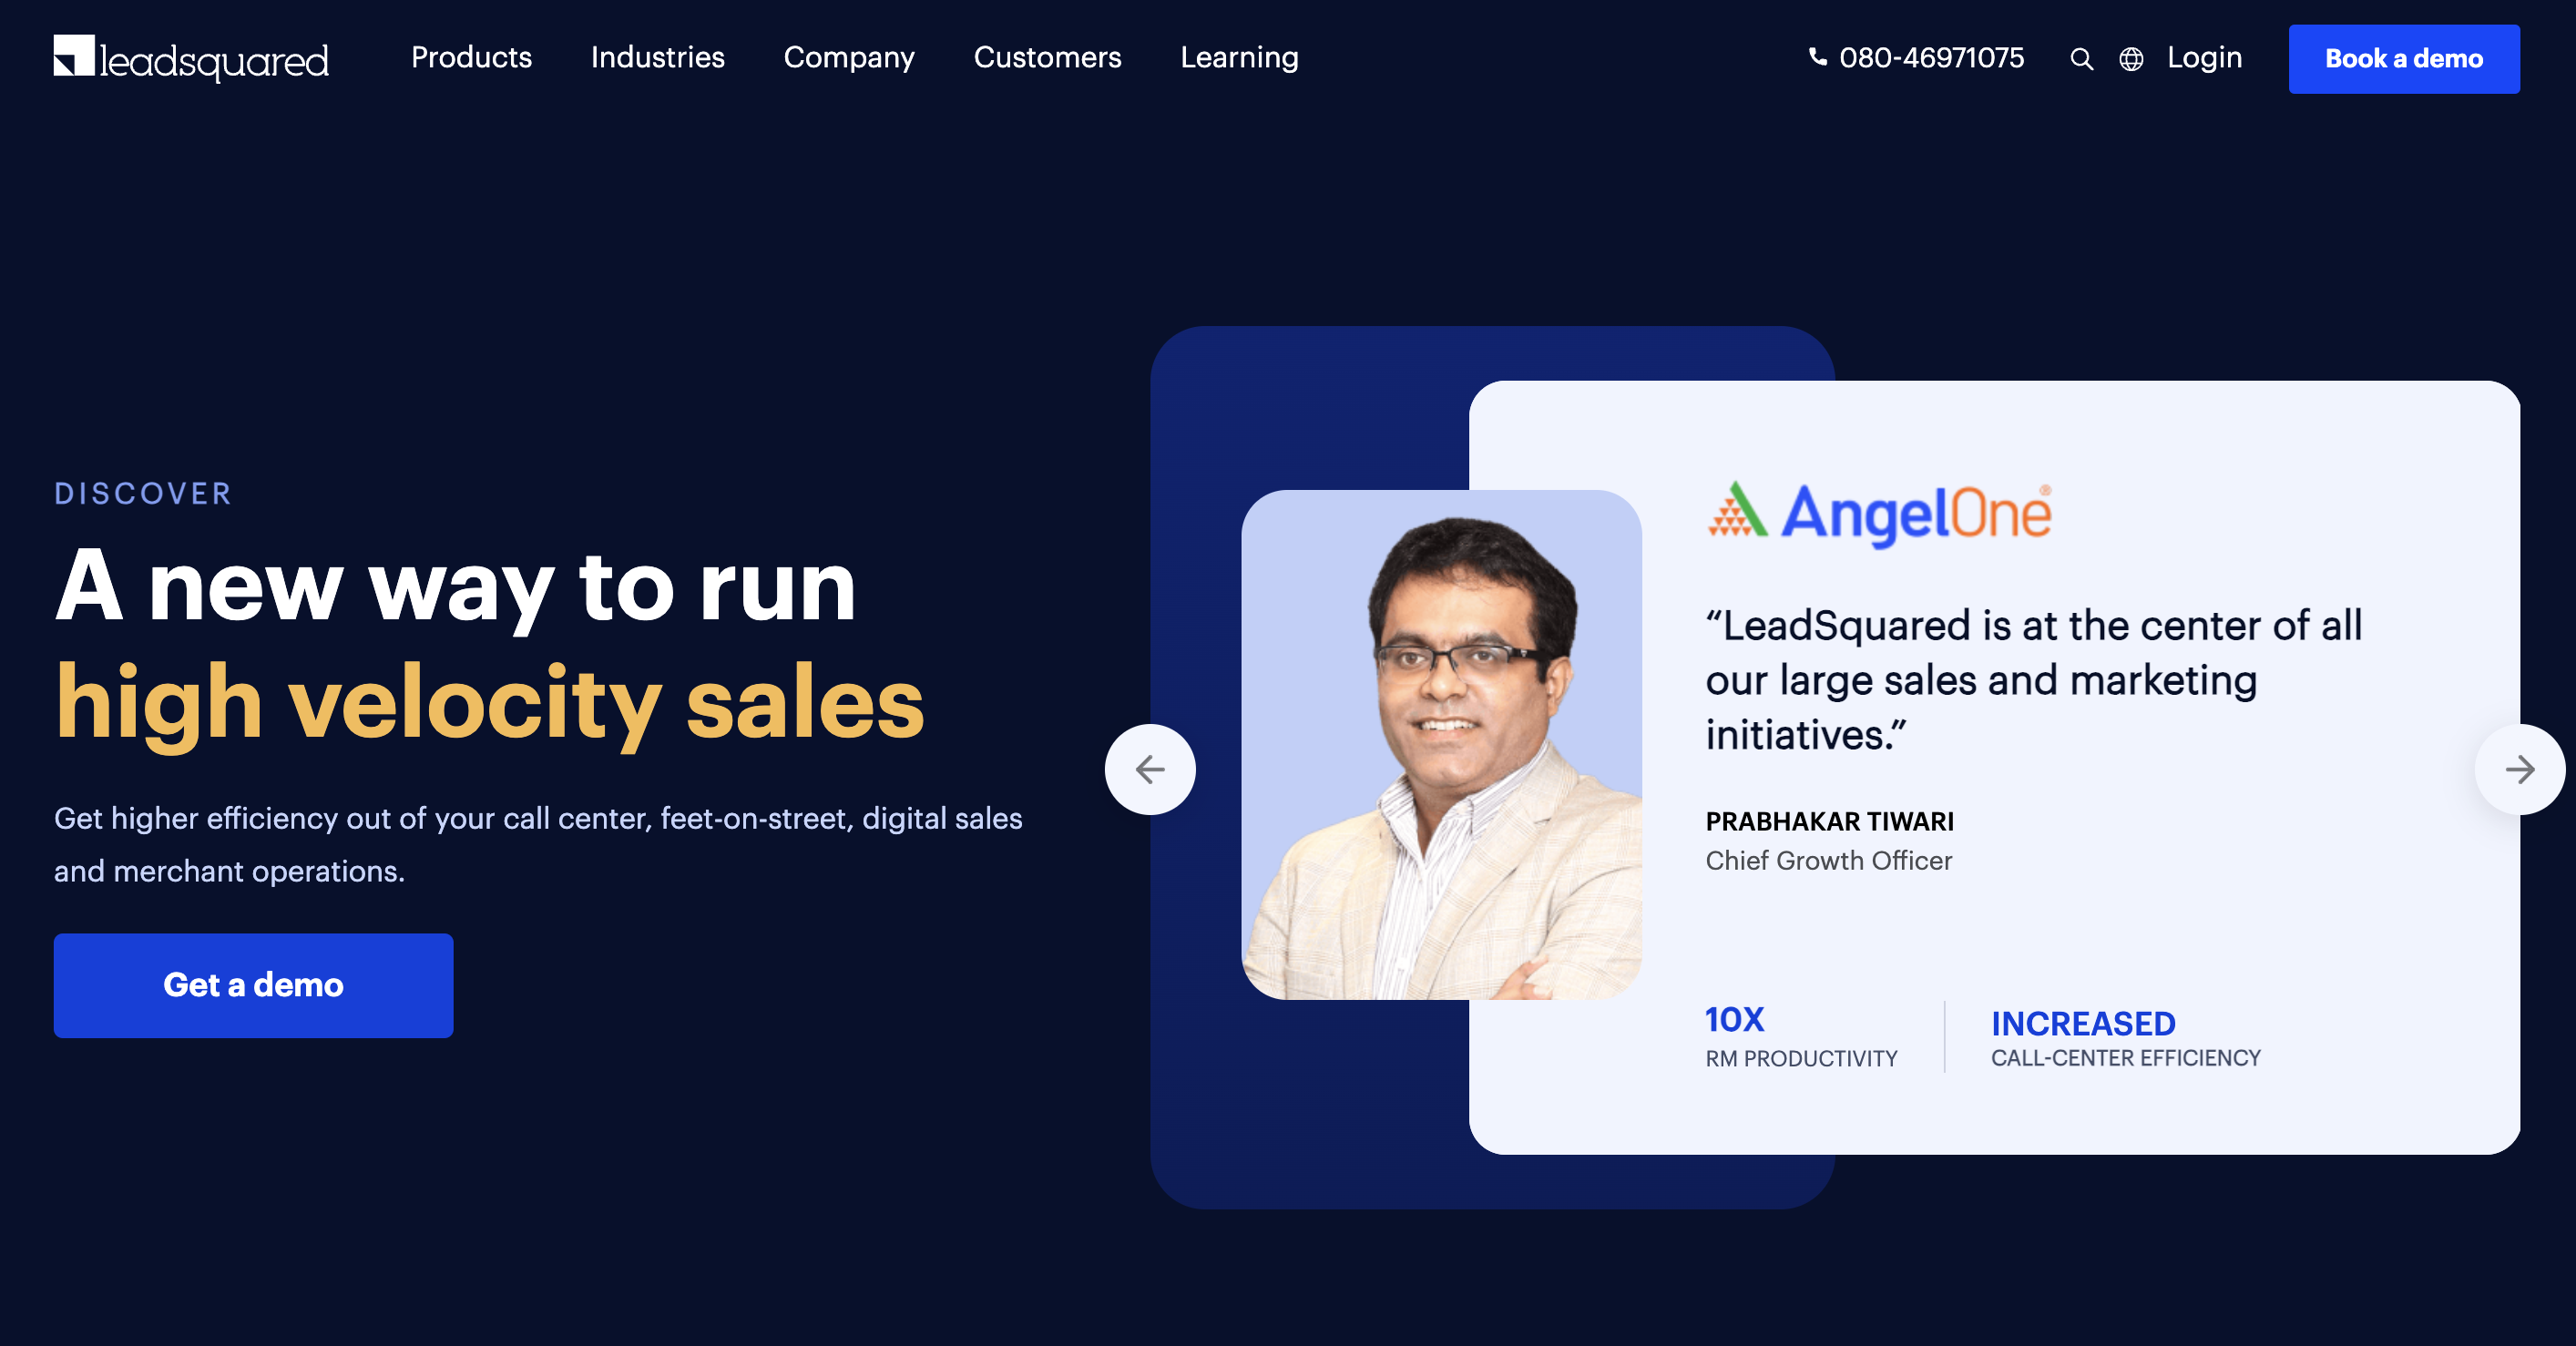 leadsquared
Products
Industries
Company
Customers
Learning
080-46971075
Login
Book a demo
DISCOVER
A new way to run
high velocity sales
Get higher efficiency out of your call center, feet-on-street, digital sales
and merchant operations.
Get a demo
AngelOne®
“LeadSquared is at the center of all
our large sales and marketing
initiatives.”
PRABHAKAR TIWARI
Chief Growth Officer
10X
RM PRODUCTIVITY
INCREASED
CALL-CENTER EFFICIENCY